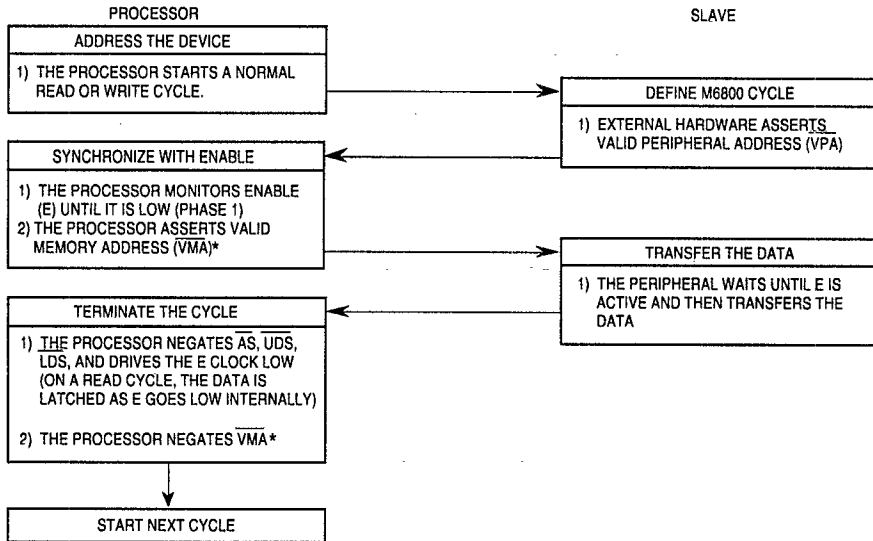 PROCESSOR
SLAVE
ADDRESS THE DEVICE
1) THE PROCESSOR STARTS A NORMAL
READ OR WRITE CYCLE.
DEFINE M6800 CYCLE
1) EXTERNAL HARDWARE ASSERTS
VALID PERIPHERAL ADDRESS (VPA)
SYNCHRONIZE WITH ENABLE
1) THE PROCESSOR MONITORS ENABLE
(E) UNTIL IT IS LOW (PHASE 1)
2) THE PROCESSOR ASSERTS VALID
MEMORY ADDRESS (VMA)*
TRANSFER THE DATA
1) THE PERIPHERAL WAITS UNTIL E IS
ACTIVE AND THEN TRANSFERS THE
DATA
TERMINATE THE CYCLE
1) THE PROCESSOR NEGATES AS, UDS,
LDS, AND DRIVES THE E CLOCK LOW
(ON A READ CYCLE, THE DATA IS
LATCHED AS E GOES LOW INTERNALLY)
2) THE PROCESSOR NEGATES VMA*
START NEXT CYCLE